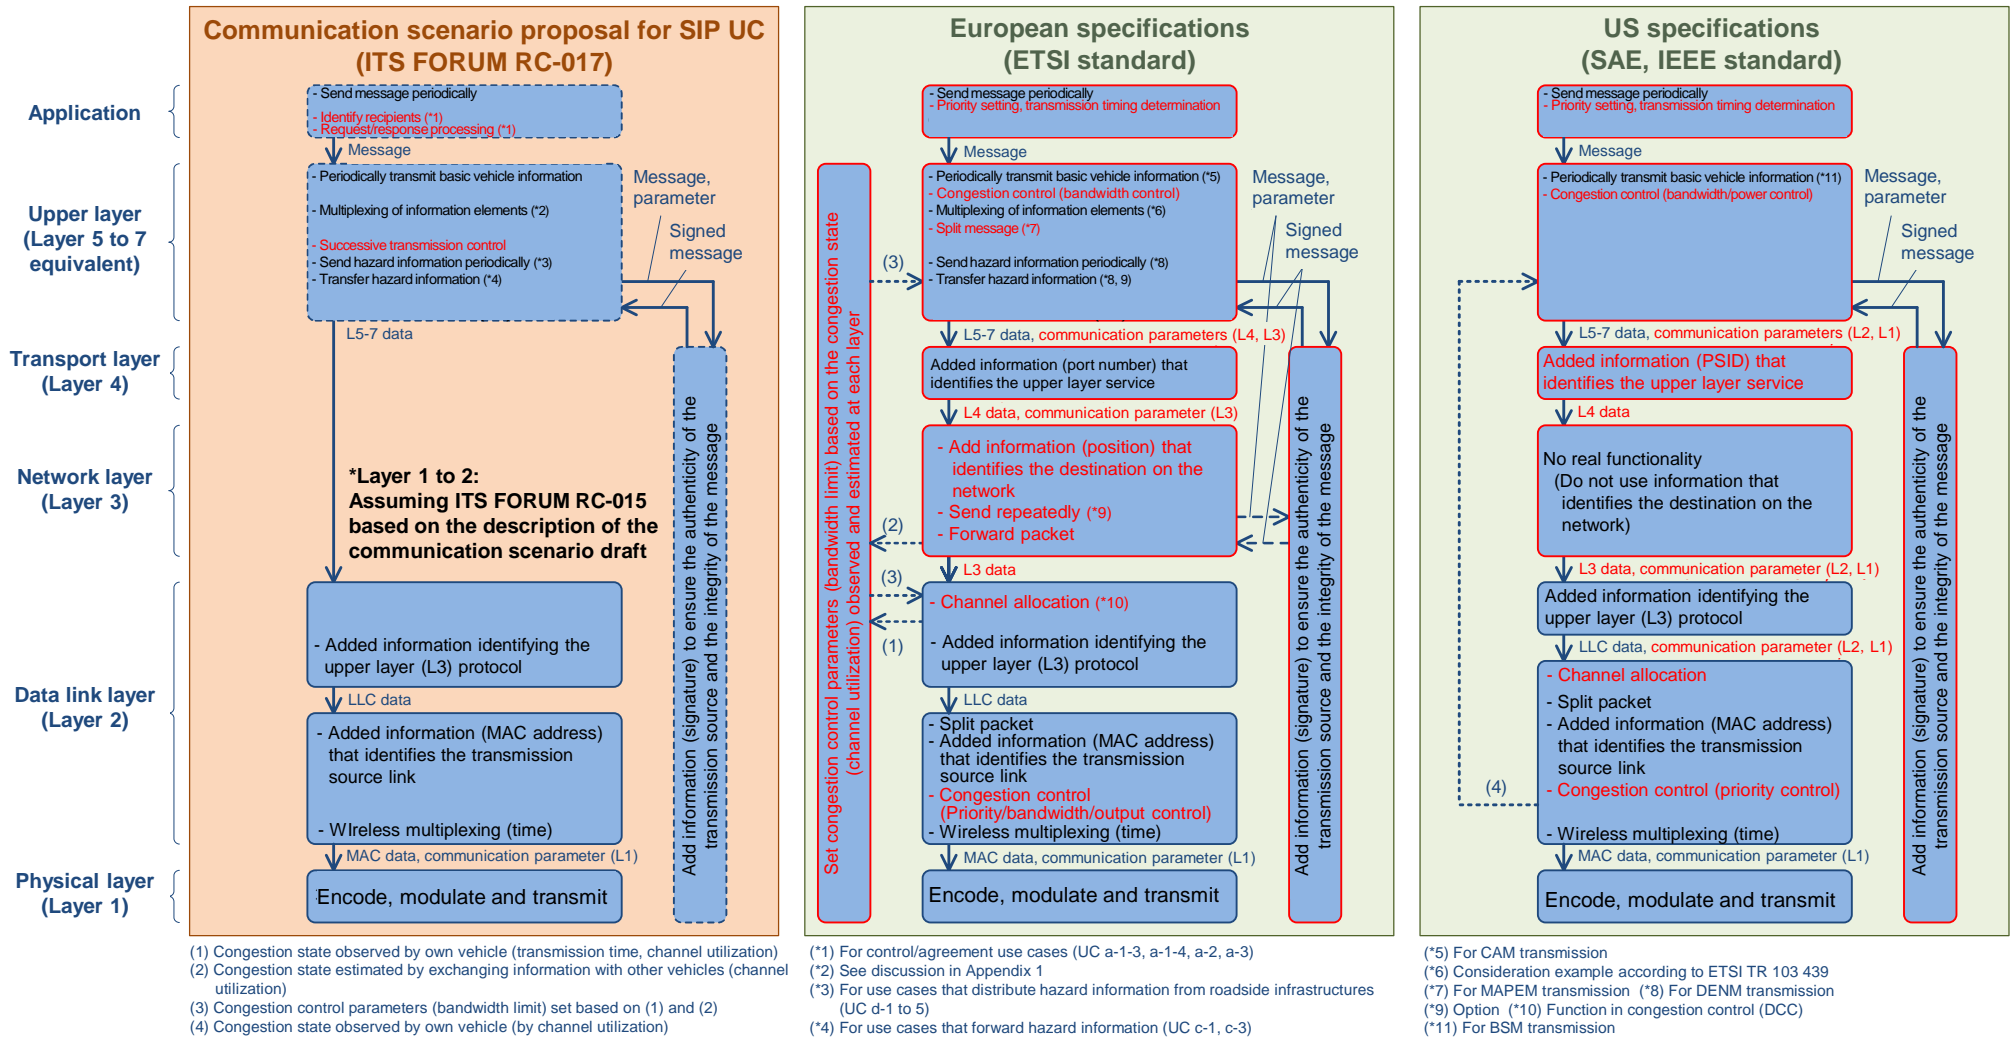 Communication scenario proposal for SIP UC
(ITS FORUM RC-017)
European specifications
(ETSI standard)
US specifications
(SAE, IEEE standard)
Application
Upper layer
(Layer 5 to 7
equivalent)
Transport layer
(Layer 4)
Network layer
(Layer 3)
Data link layer
(Layer 2)
Physical layer
(Layer 1)
- Send message periodically
- Identify recipients (*1)
- Request/response processing (*1)
Message
- Periodically transmit basic vehicle information
- Multiplexing of information elements (*2)
- Successive transmission control
- Send hazard information periodically (*3)
- Transfer hazard information (*4)
Message,
parameter
Signed
message
L5-7 data
*Layer 1 to 2:
Assuming ITS FORUM RC-015
based on the description of the
communication scenario draft
- Added information identifying the
upper layer (L3) protocol
LLC data
- Added information (MAC address)
that identifies the transmission
source link
- WIreless multiplexing (time)
MAC data, communication parameter (L1)
Encode, modulate and transmit
Add information (signature) to ensure the authenticity of the
transmission source and the integrity of the message
Set congestion control parameters (bandwidth limit) based on the congestion state
(channel utilization) observed and estimated at each layer
- Send message periodically
- Priority setting, transmission timing determination
Message
- Periodically transmit basic vehicle information (*5)
- Congestion control (bandwidth control)
- Multiplexing of information elements (*6)
- Split message (*7)
- Send hazard information periodically (*8)
- Transfer hazard information (*8, 9)
(3)
Message,
parameter
Signed
message
L5-7 data, communication parameters (L4, L3)
Added information (port number) that
identifies the upper layer service
L4 data, communication parameter (L3)
- Add information (position) that
identifies the destination on the
network
- Send repeatedly (*9)
- Forward packet
(2)
L3 data
(3)
- Channel allocation (*10)
(1)
- Added information identifying the
upper layer (L3) protocol
LLC data
- Split packet
- Added information (MAC address)
that identifies the transmission
source link
- Congestion control
(Priority/bandwidth/output control)
- Wireless multiplexing (time)
MAC data, communication parameter (L1)
Encode, modulate and transmit
Add information (signature) to ensure the authenticity of the
transmission source and the integrity of the message
- Send message periodically
- Priority setting, transmission timing determination
Message
- Periodically transmit basic vehicle information (*11)
- Congestion control (bandwidth/power control)
Message,
parameter
Signed
message
L5-7 data, communication parameters (L2, L1)
Added information (PSID) that
identifies the upper layer service
L4 data
No real functionality
(Do not use information that
identifies the destination on the
network)
L3 data, communication parameter (L2, L1)
Added information identifying the
upper layer (L3) protocol
LLC data, communication parameter (L2, L1)
- Channel allocation
- Split packet
- Added information (MAC address)
that identifies the transmission
source link
- Congestion control (priority control)
- Wireless multiplexing (time)
(4)
MAC data, communication parameter (L1)
Encode, modulate and transmit
Add information (signature) to ensure the authenticity of the
transmission source and the integrity of the message
(1) Congestion state observed by own vehicle (transmission time, channel utilization)
(2) Congestion state estimated by exchanging information with other vehicles (channel
utilization)
(3) Congestion control parameters (bandwidth limit) set based on (1) and (2)
(4) Congestion state observed by own vehicle (by channel utilization)
(*1) For control/agreement use cases (UC a-1-3, a-1-4, a-2, a-3)
(*2) See discussion in Appendix 1
(*3) For use cases that distribute hazard information from roadside infrastructures
(UC d-1 to 5)
(*4) For use cases that forward hazard information (UC c-1, c-3)
(*5) For CAM transmission
(*6) Consideration example according to ETSI TR 103 439
(*7) For MAPEM transmission (*8) For DENM transmission
(*9) Option (*10) Function in congestion control (DCC)
(*11) For BSM transmission